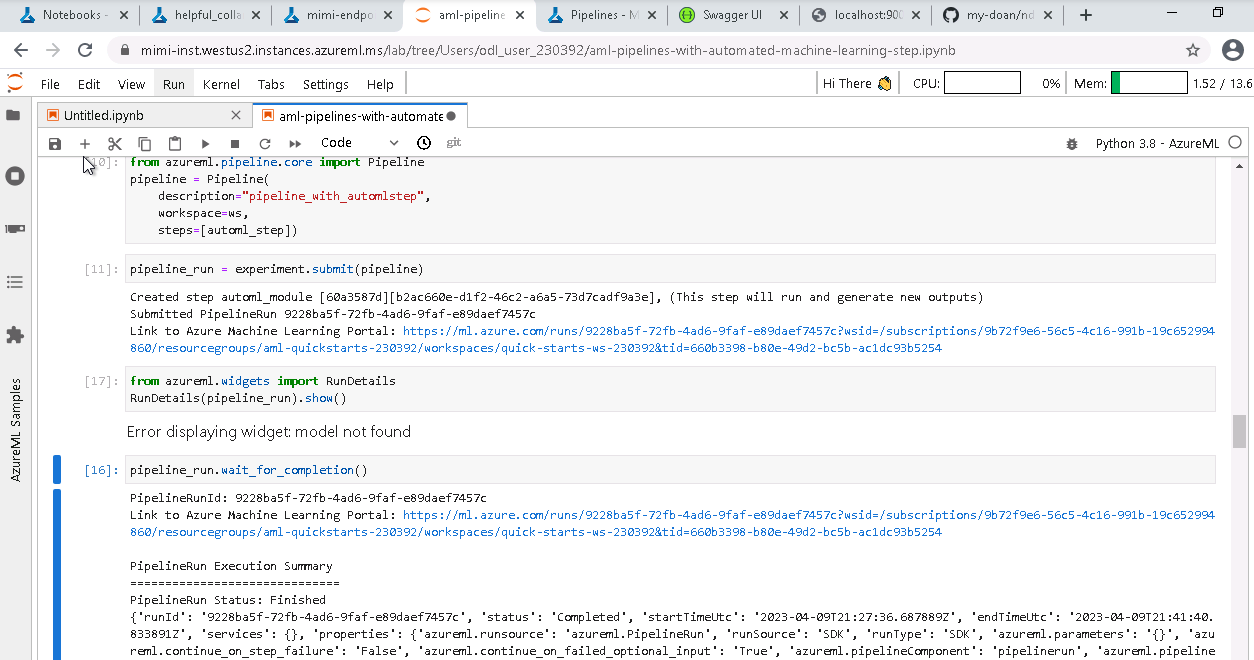 Notebooks -
helpful_colla
mimi-endpo
aml-pipeline
Pipelines - M
Swagger UI
localhost:900
my-doan/nd
mimi-inst.westus2.instances.azureml.ms/lab/tree/Users/odl_user_230392/aml-pipelines-with-automated-machine-learning-step.ipynb
File Edit View Run Kernel Tabs Settings Help
Hi There 👋 CPU: 0% Mem: 1.52 / 13.6
Untitled.ipynb
aml-pipelines-with-automate
Code
git
Python 3.8 - AzureML
AzureML Samples
[10]: from azureml.pipeline.core import Pipeline
pipeline = Pipeline(
    description="pipeline_with_automlstep",
    workspace=ws,
    steps=[automl_step])
[11]: pipeline_run = experiment.submit(pipeline)
Created step automl_module [60a3587d][b2ac660e-d1f2-46c2-a6a5-73d7cadf9a3e], (This step will run and generate new outputs)
Submitted PipelineRun 9228ba5f-72fb-4ad6-9faf-e89daef7457c
Link to Azure Machine Learning Portal: https://ml.azure.com/runs/9228ba5f-72fb-4ad6-9faf-e89daef7457c?wsid=/subscriptions/9b72f9e6-56c5-4c16-991b-19c652994
860/resourcegroups/aml-quickstarts-230392/workspaces/quick-starts-ws-230392&tid=660b3398-b80e-49d2-bc5b-ac1dc93b5254
[17]: from azureml.widgets import RunDetails
RunDetails(pipeline_run).show()
Error displaying widget: model not found
[16]: pipeline_run.wait_for_completion()
PipelineRunId: 9228ba5f-72fb-4ad6-9faf-e89daef7457c
Link to Azure Machine Learning Portal: https://ml.azure.com/runs/9228ba5f-72fb-4ad6-9faf-e89daef7457c?wsid=/subscriptions/9b72f9e6-56c5-4c16-991b-19c652994
860/resourcegroups/aml-quickstarts-230392/workspaces/quick-starts-ws-230392&tid=660b3398-b80e-49d2-bc5b-ac1dc93b5254
PipelineRun Execution Summary
==============================
PipelineRun Status: Finished
{'runId': '9228ba5f-72fb-4ad6-9faf-e89daef7457c', 'status': 'Completed', 'startTimeUtc': '2023-04-09T21:27:36.687889Z', 'endTimeUtc': '2023-04-09T21:41:40.
833891Z', 'services': {}, 'properties': {'azureml.runsource': 'azureml.PipelineRun', 'runSource': 'SDK', 'runType': 'SDK', 'azureml.parameters': '{}', 'azu
reml.continue_on_step_failure': 'False', 'azureml.continue_on_failed_optional_input': 'True', 'azureml.pipelineComponent': 'pipelinerun', 'azureml.pipeline